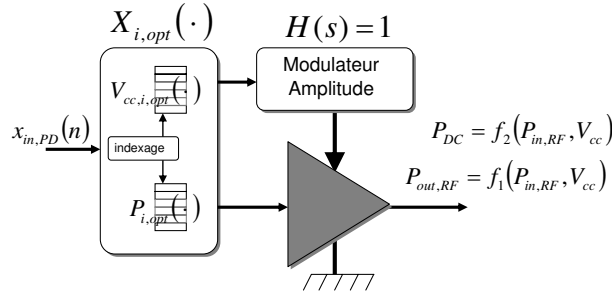 X_{i,opt}(·)
H(s) = 1
Modulateur
Amplitude
V_{cc,i,opt}(·)
x_{in,PD}(n)
indexage
P_{i,opt}(·)
P_{DC} = f_2(P_{in,RF}, V_{cc})
P_{out,RF} = f_1(P_{in,RF}, V_{cc})